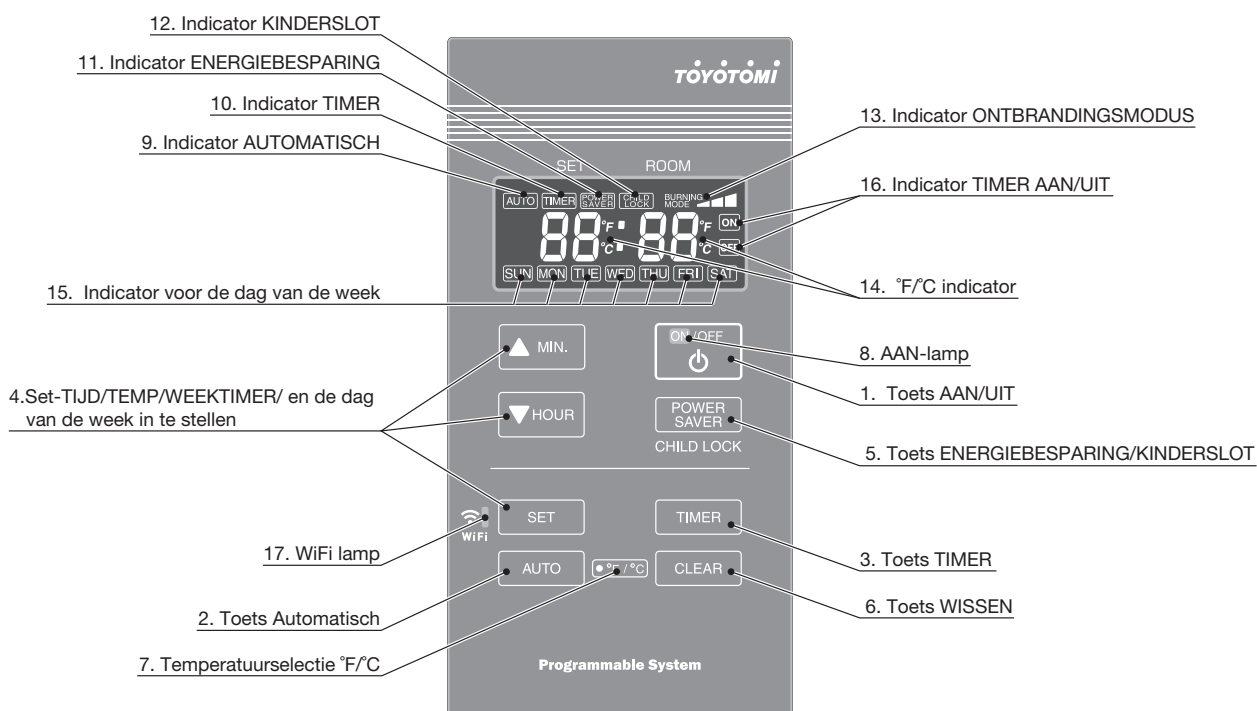 12. Indicator KINDERSLOT
11. Indicator ENERGIEBESPARING
10. Indicator TIMER
9. Indicator AUTOMATISCH
TOYOTOMI
13. Indicator ONTBRANDINGSMODUS
16. Indicator TIMER AAN/UIT
SET ROOM
AUTO TIMER POWER SAVER CHILD LOCK BURNING MODE
88 °F °C : 88 °F °C ON OFF
SUN MON TUE WED THU FRI SAT
15. Indicator voor de dag van de week
14. °F/°C indicator
MIN.
ON/OFF
8. AAN-lamp
1. Toets AAN/UIT
4.Set-TIJD/TEMP/WEEKTIMER/ en de dag
van de week in te stellen
HOUR
POWER
SAVER
CHILD LOCK
5. Toets ENERGIEBESPARING/KINDERSLOT
WiFi
SET
TIMER
17. WiFi lamp
3. Toets TIMER
AUTO
°F/°C
CLEAR
2. Toets Automatisch
6. Toets WISSEN
7. Temperatuurselectie °F/°C
Programmable System